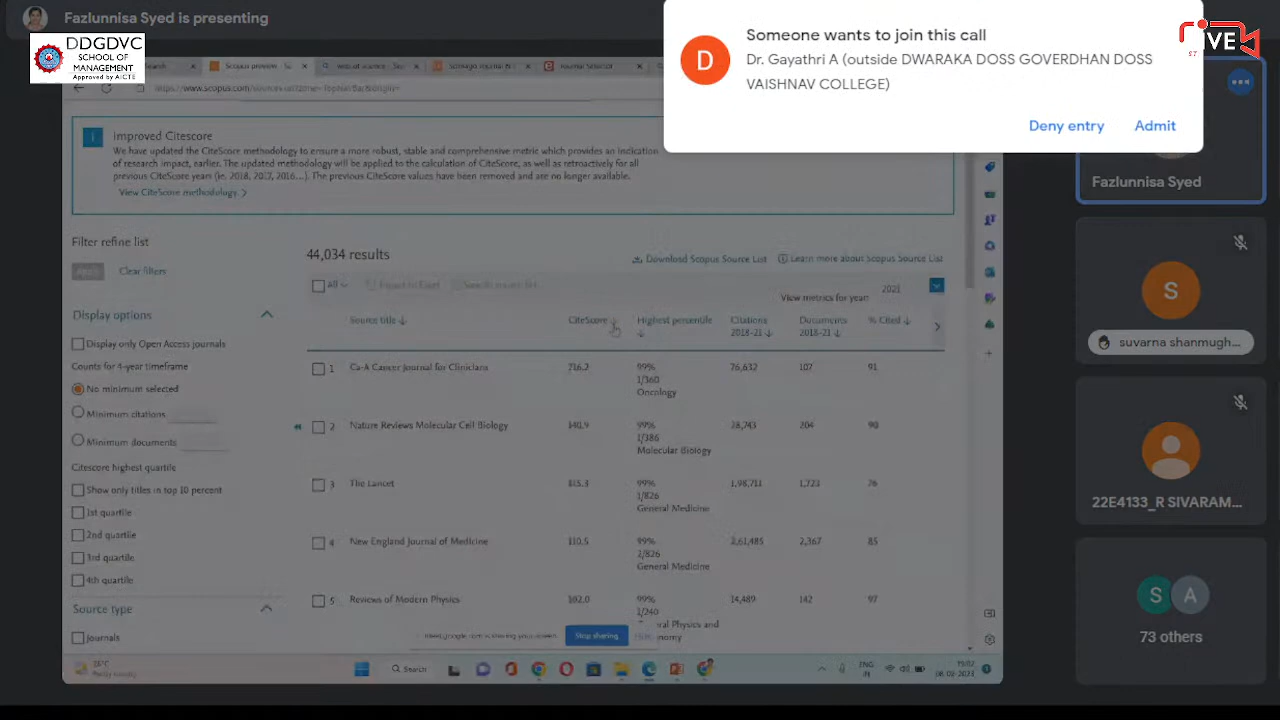 Fazlunnisa Syed is presenting
DDGDVC
SCHOOL OF
MANAGEMENT
Approved by AICTE
Someone wants to join this call
Dr. Gayathri A (outside DWARAKA DOSS GOVERDHAN DOSS
VAISHNAV COLLEGE)
Deny entry
Admit
LIVE
Fazlunnisa Syed
Improved Citescore
We have updated the CiteScore methodology to ensure a more robust, stable and comprehensive metric which provides an indication
of research impact, earlier. The updated methodology will be applied to the calculation of CiteScore, as well as retroactively for all
previous CiteScore years (ie. 2018, 2017, 2016...). The previous CiteScore values have been removed and are no longer available.
View CiteScore methodology
Filter refine list
Apply
Clear filters
44,034 results
Download Scopus Source List
Learn more about Scopus Source List
All
Export to Excel
View metrics for year:
2021
Display options
Display only Open Access journals
Counts for 4-year timeframe
No minimum selected
Minimum citations
Minimum documents
Citescore highest quartile
Show only titles in top 10 percent
1st quartile
2nd quartile
3rd quartile
4th quartile
Source type
Journals
Source title
CiteScore
Highest percentile
Citations
2018-21
Documents
2018-21
% Cited
1
Ca-A Cancer Journal for Clinicians
716.2
99%
1/360
Oncology
76,632
107
91
2
Nature Reviews Molecular Cell Biology
140.9
99%
1/386
Molecular Biology
28,743
204
90
3
The Lancet
115.3
99%
1/826
General Medicine
1,98,711
1,723
76
4
New England Journal of Medicine
110.5
99%
2/826
General Medicine
2,61,485
2,367
85
5
Reviews of Modern Physics
102.0
99%
1/240
14,489
142
97
Stop sharing
Search
ENG
IN
19:02
suvarna shanmugh...
22E4133_R SIVARAM...
S
A
73 others